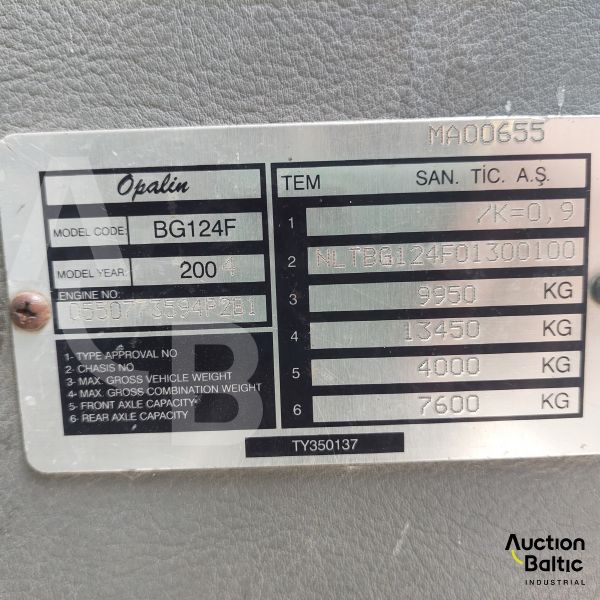 MA00655
Opalin
MODEL CODE: BG124F
MODEL YEAR: 2004
ENGINE NO:
0550773594P2B1
1- TYPE APPROVAL NO
2- CHASIS NO
3- MAX. GROSS VEHICLE WEIGHT
4- MAX. GROSS COMBINATION WEIGHT
5- FRONT AXLE CAPACITY
6- REAR AXLE CAPACITY
TEM SAN. TİC. A.Ş.
1 /K=0,9
2 NLTBG124F01300100
3 9950 KG
4 13450 KG
5 4000 KG
6 7600 KG
TY350137
AB
Auction
Baltic
INDUSTRIAL